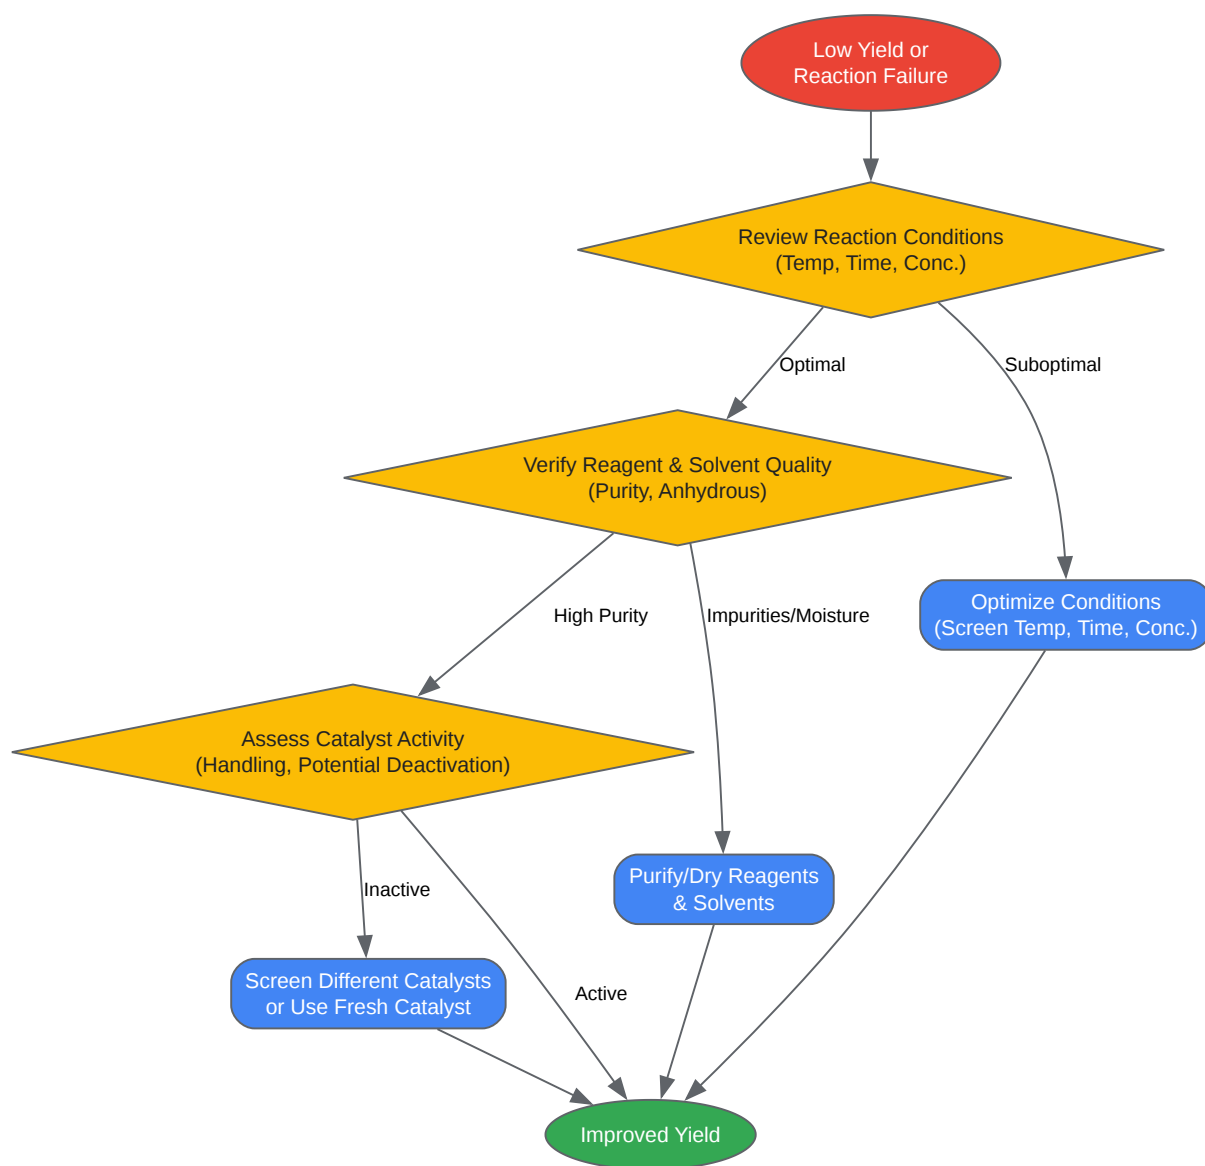 Low Yield or
Reaction Failure
Review Reaction Conditions
(Temp, Time, Conc.)
Optimal
Suboptimal
Verify Reagent & Solvent Quality
(Purity, Anhydrous)
High Purity
Impurities/Moisture
Optimize Conditions
(Screen Temp, Time, Conc.)
Assess Catalyst Activity
(Handling, Potential Deactivation)
Inactive
Purify/Dry Reagents
& Solvents
Screen Different Catalysts
or Use Fresh Catalyst
Active
Improved Yield